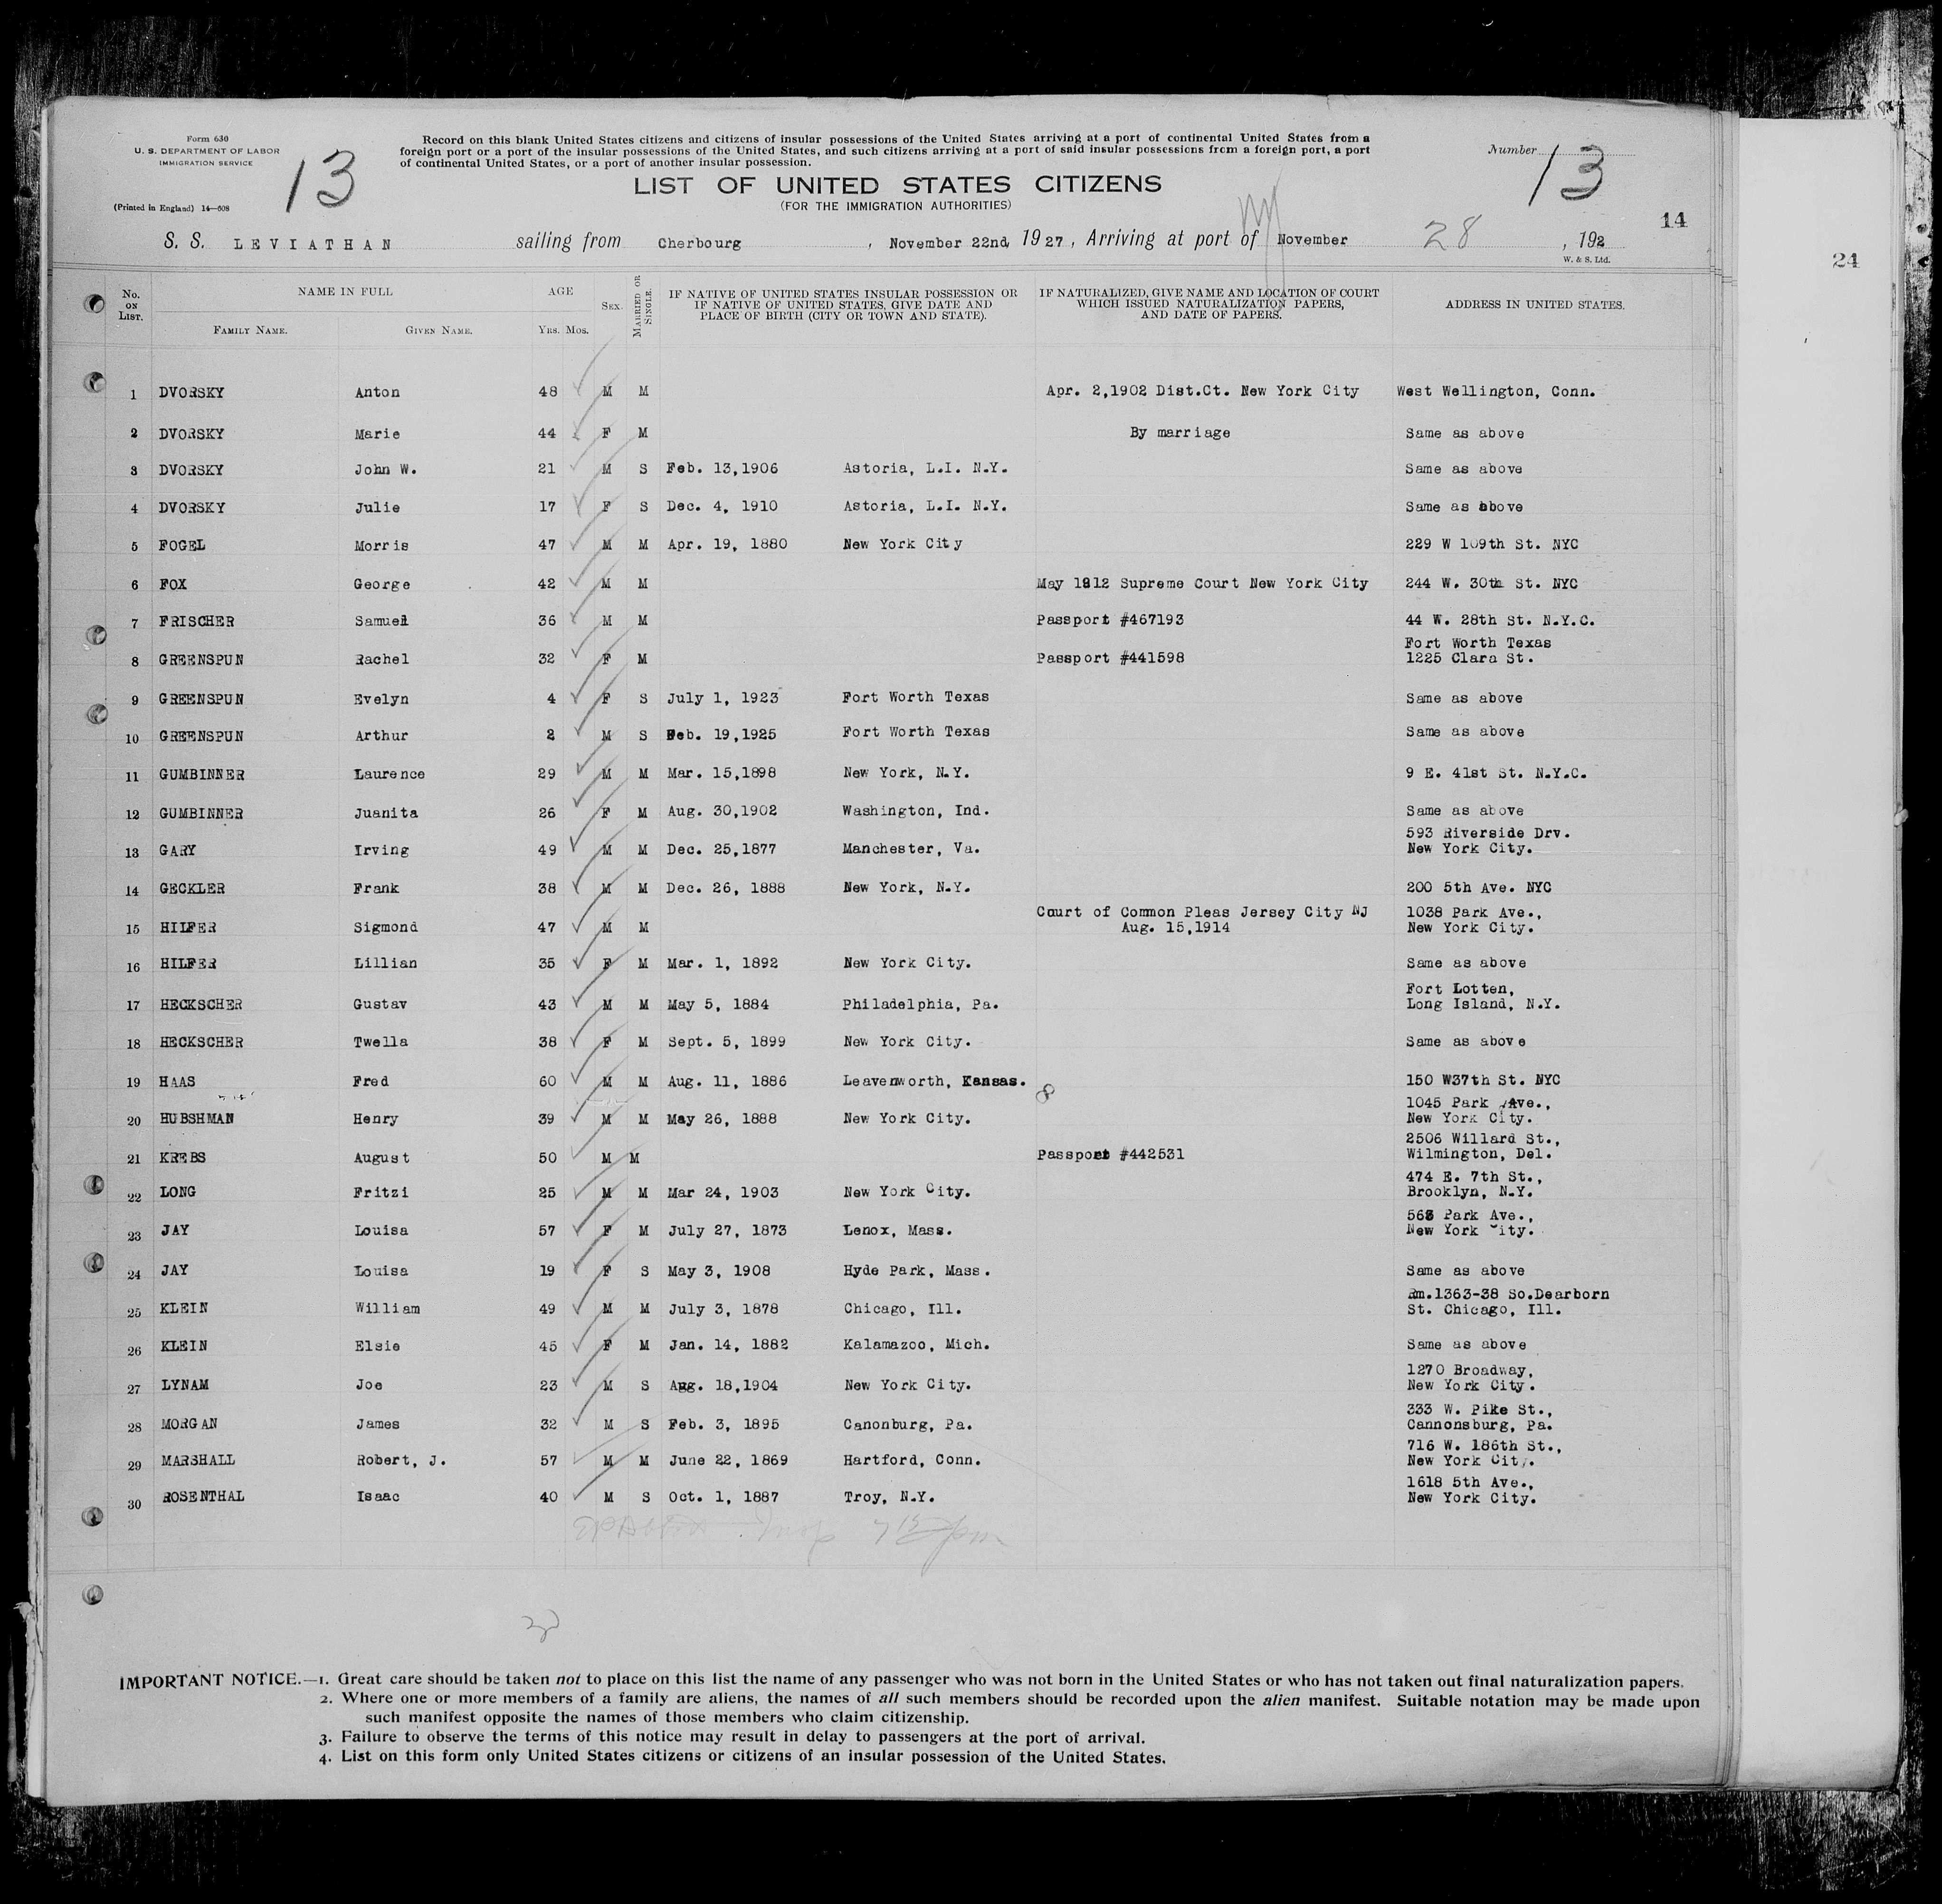 Form 630
U. S. DEPARTMENT OF LABOR
IMMIGRATION SERVICE
(Printed in England) 14—608
13
Record on this blank United States citizens and citizens of insular possessions of the United States arriving at a port of continental United States from a
foreign port or a port of the insular possessions of the United States, and such citizens arriving at a port of said insular possessions from a foreign port, a port
of continental United States, or a port of another insular possession.
Number 13
LIST OF UNITED STATES CITIZENS
(FOR THE IMMIGRATION AUTHORITIES)
14
24
S. S. LEVIATHAN sailing from Cherbourg , November 22nd, 1927, Arriving at port of NY November 28 , 192
W. & S. Ltd.
No. ON LIST. NAME IN FULL AGE SEX. MARRIED OR SINGLE. IF NATIVE OF UNITED STATES INSULAR POSSESSION OR IF NATIVE OF UNITED STATES, GIVE DATE AND PLACE OF BIRTH (CITY OR TOWN AND STATE). IF NATURALIZED, GIVE NAME AND LOCATION OF COURT WHICH ISSUED NATURALIZATION PAPERS, AND DATE OF PAPERS. ADDRESS IN UNITED STATES.
FAMILY NAME. GIVEN NAME. YRS. MOS.
1 DVORSKY Anton 48 M M Apr. 2,1902 Dist.Ct. New York City West Wellington, Conn.
2 DVORSKY Marie 44 F M By marriage Same as above
3 DVORSKY John W. 21 M S Feb. 13,1906 Astoria, L.I. N.Y. Same as above
4 DVORSKY Julie 17 F S Dec. 4, 1910 Astoria, L.I. N.Y. Same as bbove
5 FOGEL Morris 47 M M Apr. 19, 1880 New York City 229 W 109th St. NYC
6 FOX George 42 M M May 1912 Supreme Court New York City 244 W. 30th St. NYC
7 FRISCHER Samuel 36 M M Passport #467193 44 W. 28th St. N.Y.C.
8 GREENSPUN Rachel 32 F M Passport #441598 Fort Worth Texas
1225 Clara St.
9 GREENSPUN Evelyn 4 F S July 1, 1923 Fort Worth Texas Same as above
10 GREENSPUN Arthur 2 M S Feb. 19,1925 Fort Worth Texas Same as above
11 GUMBINNER Laurence 29 M M Mar. 15,1898 New York, N.Y. 9 E. 41st St. N.Y.C.
12 GUMBINNER Juanita 26 F M Aug. 30,1902 Washington, Ind. Same as above
13 GARY Irving 49 M M Dec. 25,1877 Manchester, Va. 593 Riverside Drv.
New York City.
14 GECKLER Frank 38 M M Dec. 26, 1888 New York, N.Y. 200 5th Ave. NYC
15 HILFER Sigmond 47 M M Court of Common Pleas Jersey City NJ 1038 Park Ave.,
Aug. 15,1914 New York City.
16 HILFER Lillian 35 F M Mar. 1, 1892 New York City. Same as above
17 HECKSCHER Gustav 43 M M May 5, 1884 Philadelphia, Pa. Fort Lotten,
Long Island, N.Y.
18 HECKSCHER Twella 38 F M Sept. 5, 1899 New York City. Same as above
19 HAAS Fred 60 M M Aug. 11, 1886 Leavenworth, Kansas. 8 150 W37th St. NYC
20 HUBSHMAN Henry 39 M M May 26, 1888 New York City. 1045 Park Ave.,
New York City.
21 KREBS August 50 M M Passport #442531 2506 Willard St.,
Wilmington, Del.
22 LONG Fritzi 25 M M Mar 24, 1903 New York City. 474 E. 7th St.,
Brooklyn, N.Y.
23 JAY Louisa 57 F M July 27, 1873 Lenox, Mass. 563 Park Ave.,
New York City.
24 JAY Louisa 19 F S May 3, 1908 Hyde Park, Mass. Same as above
25 KLEIN William 49 M M July 3, 1878 Chicago, Ill. Rm.1363-38 So.Dearborn
St. Chicago, Ill.
26 KLEIN Elsie 45 F M Jan. 14, 1882 Kalamazoo, Mich. Same as above
27 LYNAM Joe 23 M S Aug. 18,1904 New York City. 1270 Broadway,
New York City.
28 MORGAN James 32 M S Feb. 3, 1895 Canonburg, Pa. 333 W. Pike St.,
Cannonsburg, Pa.
29 MARSHALL Robert, J. 57 M M June 22, 1869 Hartford, Conn. 716 W. 186th St.,
New York City.
30 ROSENTHAL Isaac 40 M S Oct. 1, 1887 Troy, N.Y. 1618 5th Ave.,
New York City.
IMPORTANT NOTICE.—1. Great care should be taken not to place on this list the name of any passenger who was not born in the United States or who has not taken out final naturalization papers.
2. Where one or more members of a family are aliens, the names of all such members should be recorded upon the alien manifest. Suitable notation may be made upon
such manifest opposite the names of those members who claim citizenship.
3. Failure to observe the terms of this notice may result in delay to passengers at the port of arrival.
4. List on this form only United States citizens or citizens of an insular possession of the United States.